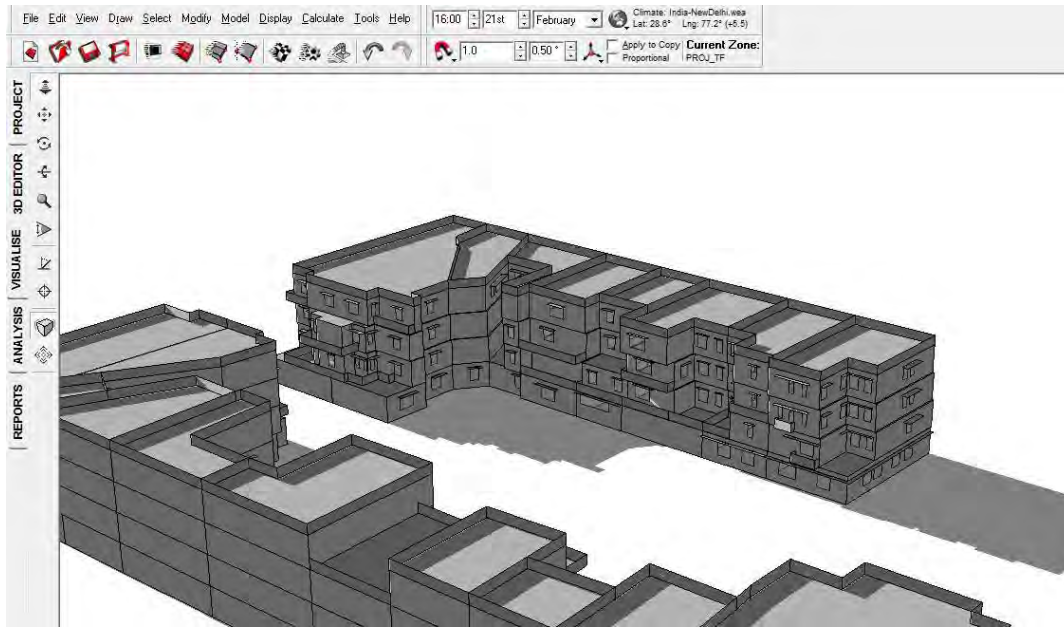 File Edit View Draw Select Modify Model Display Calculate Tools Help
16:00 21st February
Climate: India-NewDelhi.wea
Lat: 28.6° Lng: 77.2° (+5.5)
1.0 0.50 °
Apply to Copy
Proportional
Current Zone:
PROJ_TF
PROJECT
3D EDITOR
VISUALISE
ANALYSIS
REPORTS